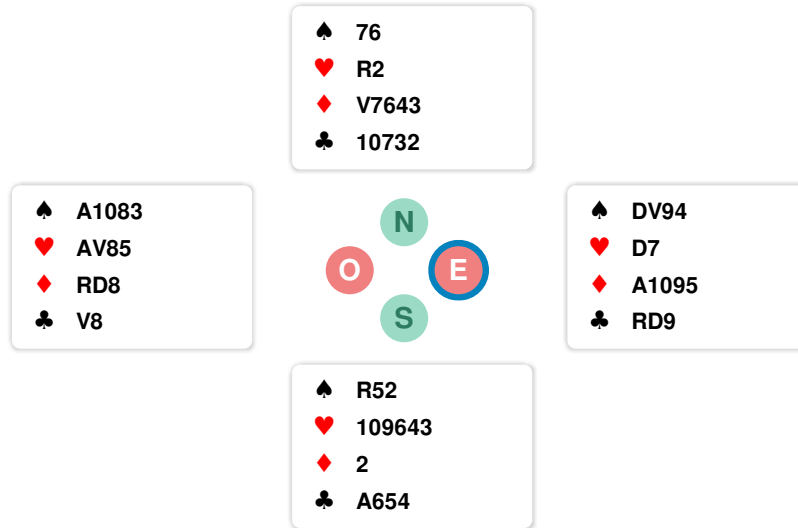 ♠ 76
♥ R2
♦ V7643
♣ 10732
♠ A1083
♥ AV85
♦ RD8
♣ V8
N
O E
S
♠ DV94
♥ D7
♦ A1095
♣ RD9
♠ R52
♥ 109643
♦ 2
♣ A654